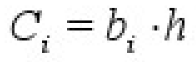 C_i = b_i · h